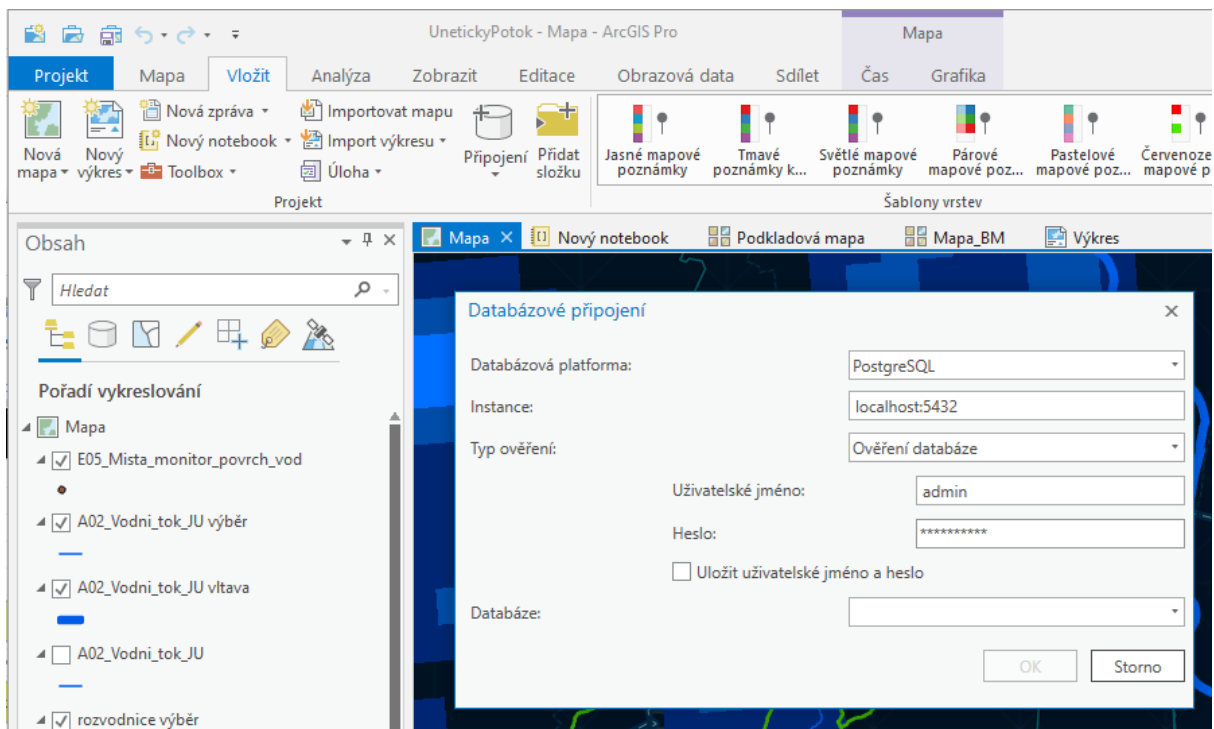 UnetickyPotok - Mapa - ArcGIS Pro
Mapa
Projekt
Mapa
Vložit
Analýza
Zobrazit
Editace
Obrazová data
Sdílet
Čas
Grafika
Nová mapa
Nový výkres
Nová zpráva
Nový notebook
Toolbox
Importovat mapu
Import výkresu
Úloha
Připojení
Přidat složku
Projekt
Jasné mapové poznámky
Tmavé poznámky k...
Světlé mapové poznámky
Párové mapové poz...
Pastelové mapové poz...
Červenoze
mapové p
Šablony vrstev
Obsah
Hledat
Pořadí vykreslování
Mapa
E05_Mista_monitor_povrch_vod
A02_Vodni_tok_JU výběr
A02_Vodni_tok_JU vltava
A02_Vodni_tok_JU
rozvodnice výběr
Mapa
Nový notebook
Podkladová mapa
Mapa_BM
Výkres
Databázové připojení
Databázová platforma: PostgreSQL
Instance: localhost:5432
Typ ověření: Ověření databáze
Uživatelské jméno: admin
Heslo: **********
Uložit uživatelské jméno a heslo
Databáze:
OK
Storno